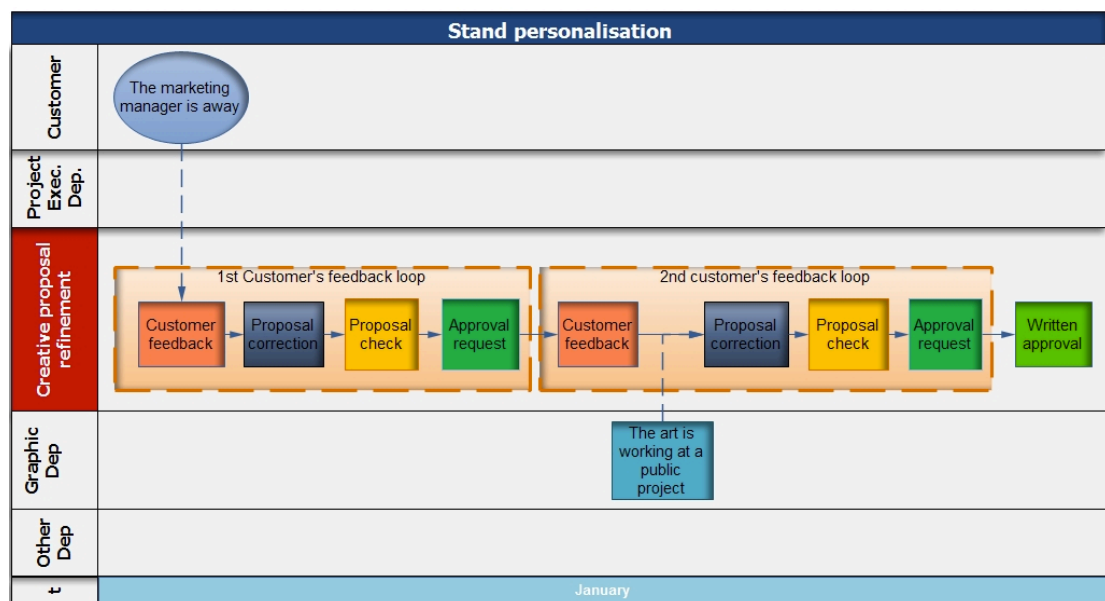 Stand personalisation
Customer
The marketing
manager is away
Project
Exec.
Dep.
Creative proposal
refinement
1st Customer's feedback loop
Customer
feedback
Proposal
correction
Proposal
check
Approval
request
2nd customer's feedback loop
Customer
feedback
Proposal
correction
Proposal
check
Approval
request
Written
approval
Graphic
Dep
The art is
working at a
public
project
Other
Dep
t
January